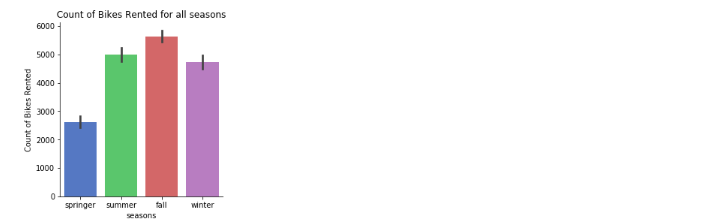 Count of Bikes Rented for all seasons
6000
5000
4000
3000
2000
1000
0
Count of Bikes Rented
springer summer fall winter
seasons